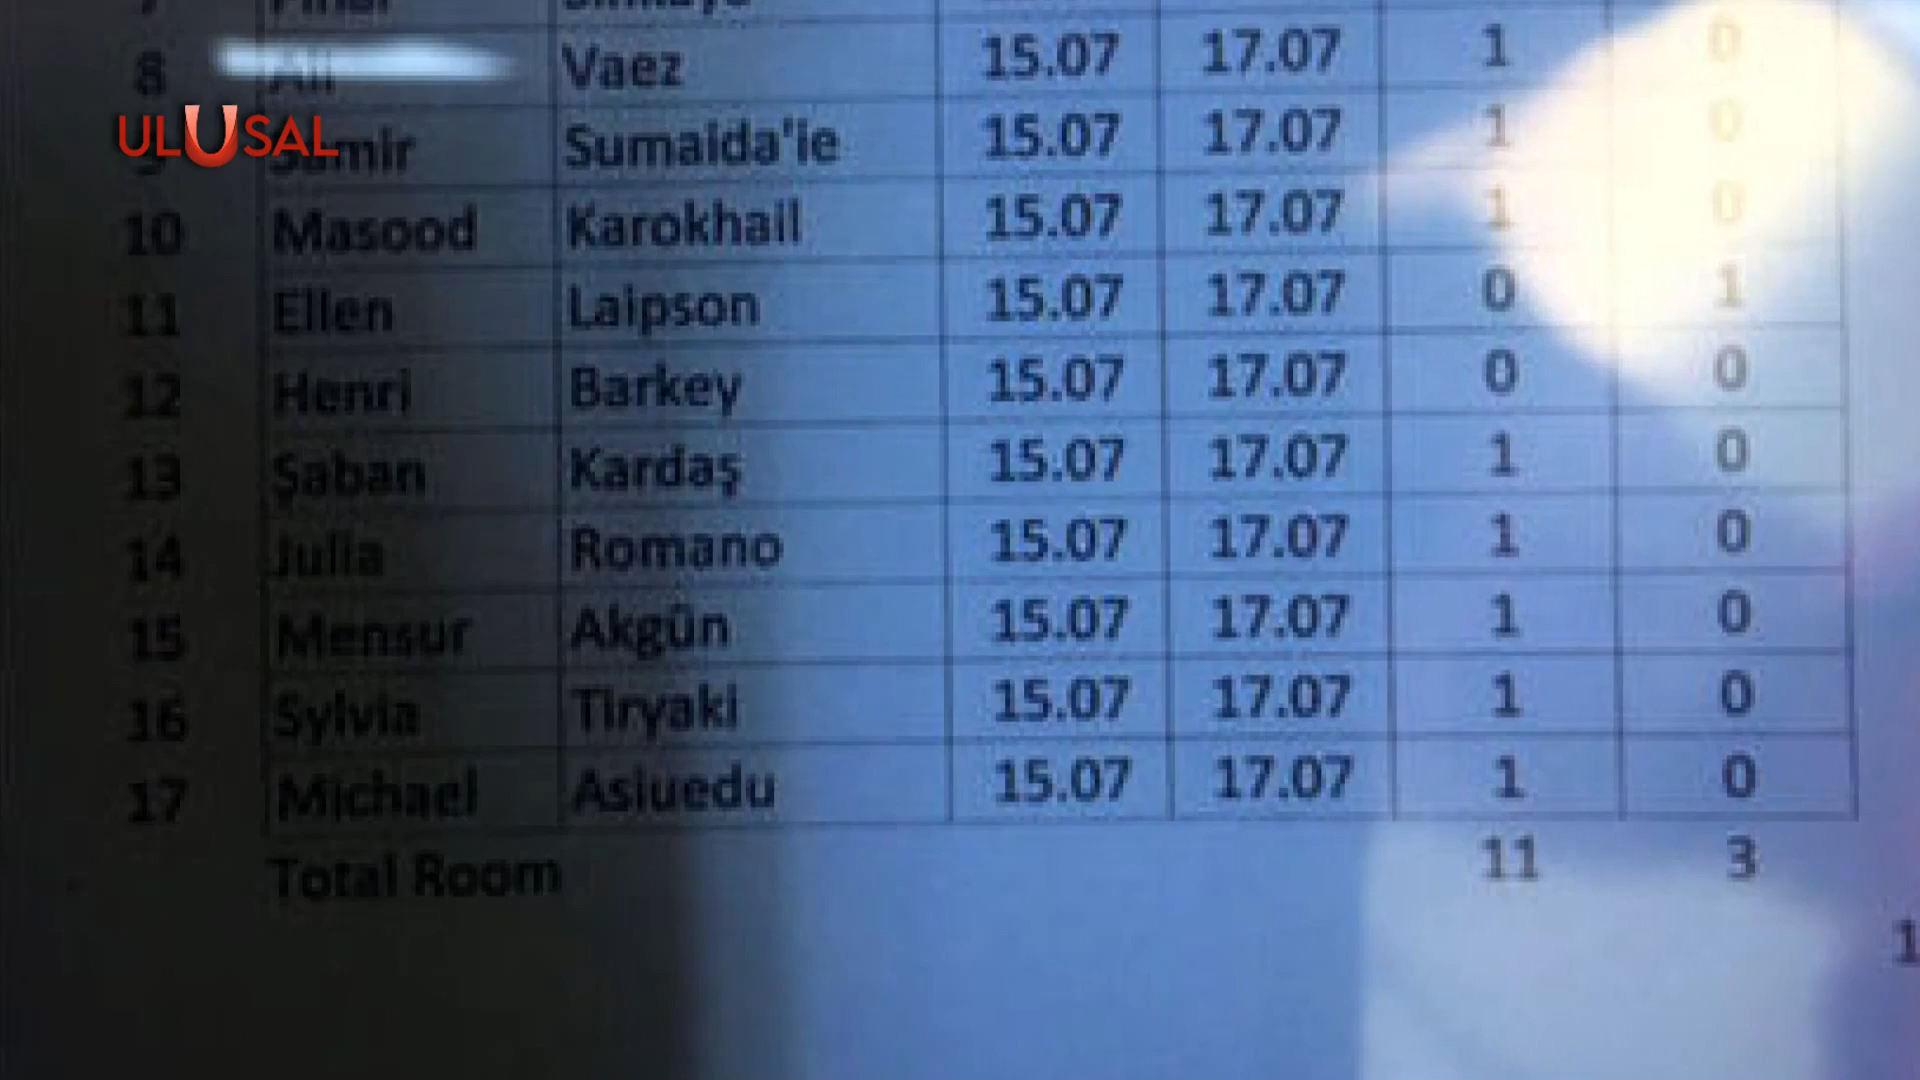 8 Ali Vaez 15.07 17.07 1 0
ULUSAL
9 Samir Sumaida'ie 15.07 17.07 1 0
10 Masood Karokhail 15.07 17.07 1 0
11 Ellen Laipson 15.07 17.07 0 1
12 Henri Barkey 15.07 17.07 0 0
13 Şaban Kardaş 15.07 17.07 1 0
14 Julia Romano 15.07 17.07 1 0
15 Mensur Akgün 15.07 17.07 1 0
16 Sylvia Tiryaki 15.07 17.07 1 0
17 Michael Asiuedu 15.07 17.07 1 0
Total Room 11 3